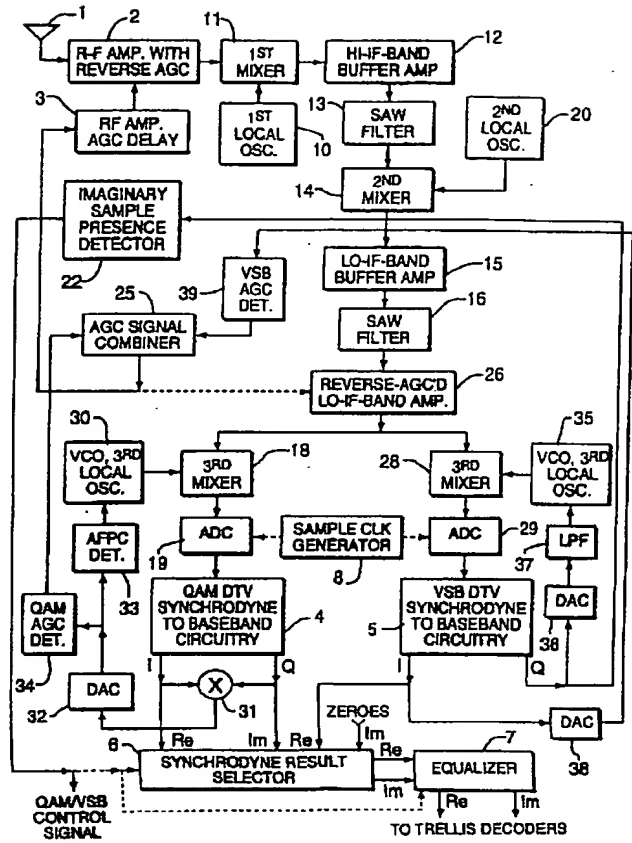 1
2
R-F AMP. WITH
REVERSE AGC
11
1ST
MIXER
HI-IF-BAND
BUFFER AMP
12
3
RF AMP.
AGC DELAY
1ST
LOCAL
OSC.
10
13
SAW
FILTER
2ND
LOCAL
OSC.
20
14
2ND
MIXER
IMAGINARY
SAMPLE
PRESENCE
DETECTOR
22
39
VSB
AGC
DET.
LO-IF-BAND
BUFFER AMP
15
SAW
FILTER
16
25
AGC SIGNAL
COMBINER
REVERSE-AGC'D
LO-IF-BAND AMP.
26
30
VCO, 3RD
LOCAL
OSC.
3RD
MIXER
18
28
3RD
MIXER
35
VCO, 3RD
LOCAL
OSC.
AFPC
DET.
33
ADC
19
SAMPLE CLK
GENERATOR
8
ADC
29
LPF
37
QAM
AGC
DET.
34
QAM DTV
SYNCHRODYNE
TO BASEBAND
CIRCUITRY
4
VSB DTV
SYNCHRODYNE
TO BASEBAND
CIRCUITRY
5
DAC
38
DAC
32
I
Q
X
31
I
Q
ZEROES
DAC
38
6
Re
Im
Re
Im
SYNCHRODYNE RESULT
SELECTOR
Re
Im
7
EQUALIZER
Re
Im
QAM/VSB
CONTROL
SIGNAL
TO TRELLIS DECODERS